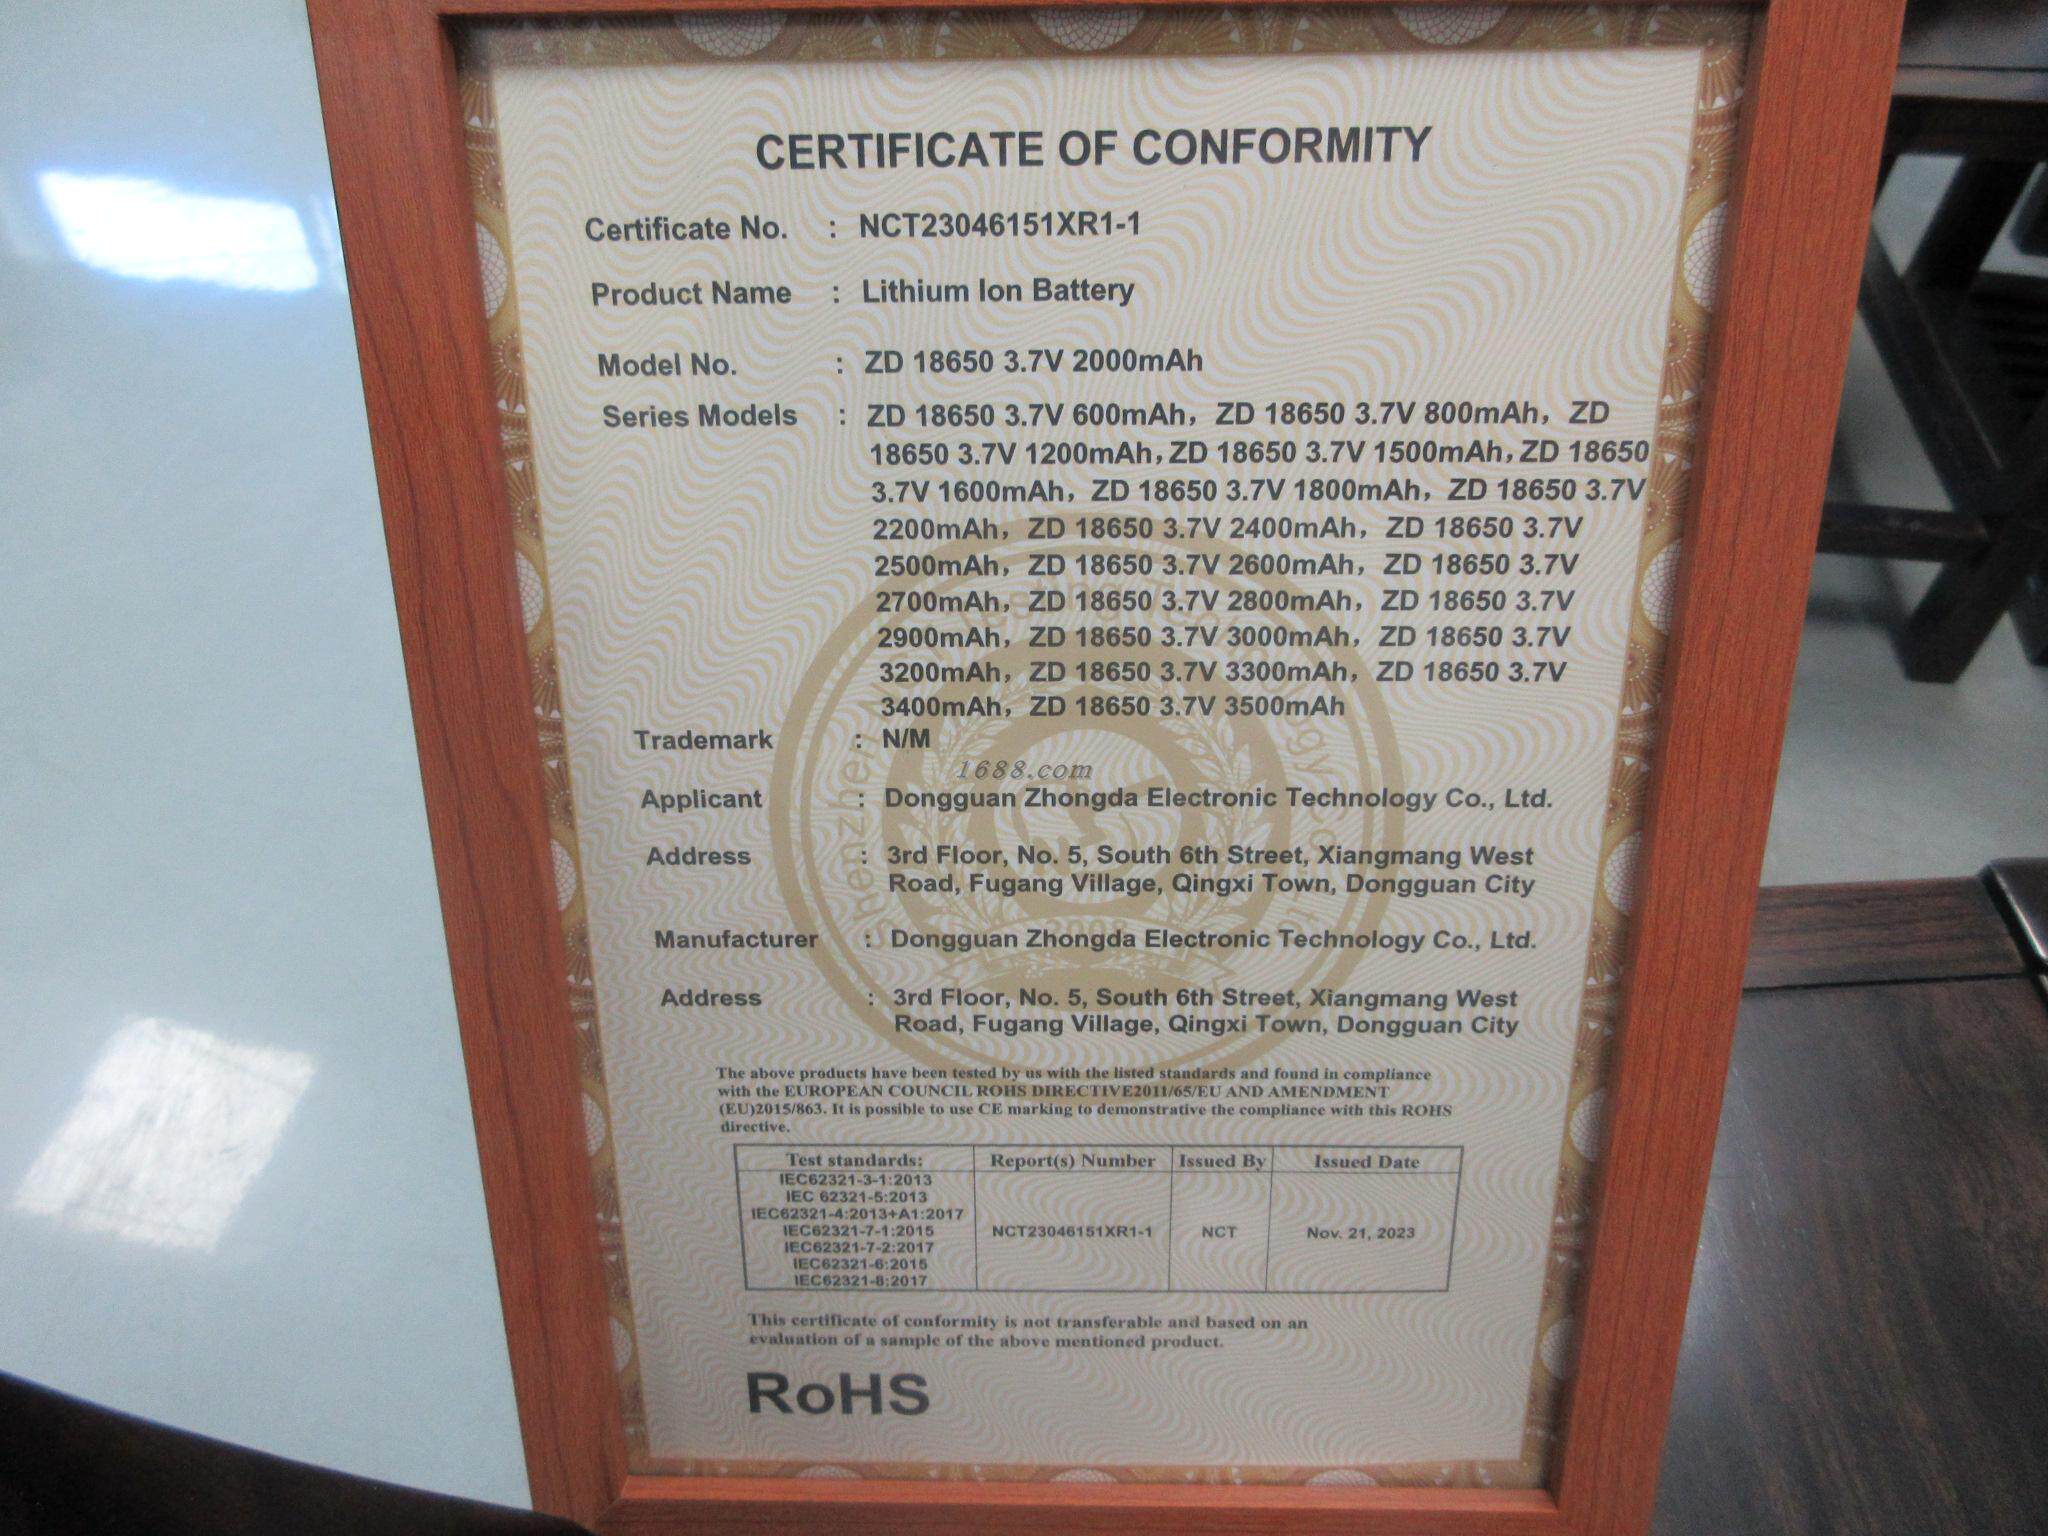 CERTIFICATE OF CONFORMITY
Certificate No. : NCT23046151XR1-1
Product Name : Lithium Ion Battery
Model No. : ZD 18650 3.7V 2000mAh
Series Models : ZD 18650 3.7V 600mAh, ZD 18650 3.7V 800mAh, ZD
18650 3.7V 1200mAh, ZD 18650 3.7V 1500mAh, ZD 18650
3.7V 1600mAh, ZD 18650 3.7V 1800mAh, ZD 18650 3.7V
2200mAh, ZD 18650 3.7V 2400mAh, ZD 18650 3.7V
2500mAh, ZD 18650 3.7V 2600mAh, ZD 18650 3.7V
2700mAh, ZD 18650 3.7V 2800mAh, ZD 18650 3.7V
2900mAh, ZD 18650 3.7V 3000mAh, ZD 18650 3.7V
3200mAh, ZD 18650 3.7V 3300mAh, ZD 18650 3.7V
3400mAh, ZD 18650 3.7V 3500mAh
Trademark : N/M
1688.com
Applicant : Dongguan Zhongda Electronic Technology Co., Ltd.
Address : 3rd Floor, No. 5, South 6th Street, Xiangmang West
Road, Fugang Village, Qingxi Town, Dongguan City
Manufacturer : Dongguan Zhongda Electronic Technology Co., Ltd.
Address : 3rd Floor, No. 5, South 6th Street, Xiangmang West
Road, Fugang Village, Qingxi Town, Dongguan City
The above products have been tested by us with the listed standards and found in compliance
with the EUROPEAN COUNCIL ROHS DIRECTIVE2011/65/EU AND AMENDMENT
(EU)2015/863. It is possible to use CE marking to demonstrative the compliance with this ROHS
directive.
Test standards: Report(s) Number Issued By Issued Date
IEC62321-3-1:2013
IEC 62321-5:2013
IEC62321-4:2013+A1:2017
IEC62321-7-1:2015 NCT23046151XR1-1 NCT Nov. 21, 2023
IEC62321-7-2:2017
IEC62321-6:2015
IEC62321-8:2017
This certificate of conformity is not transferable and based on an
evaluation of a sample of the above mentioned product.
RoHS